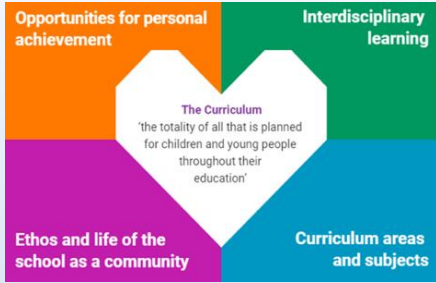 Opportunities for personal
achievement
Interdisciplinary
learning
The Curriculum
‘the totality of all that is planned
for children and young people
throughout their
education’
Ethos and life of the
school as a community
Curriculum areas
and subjects